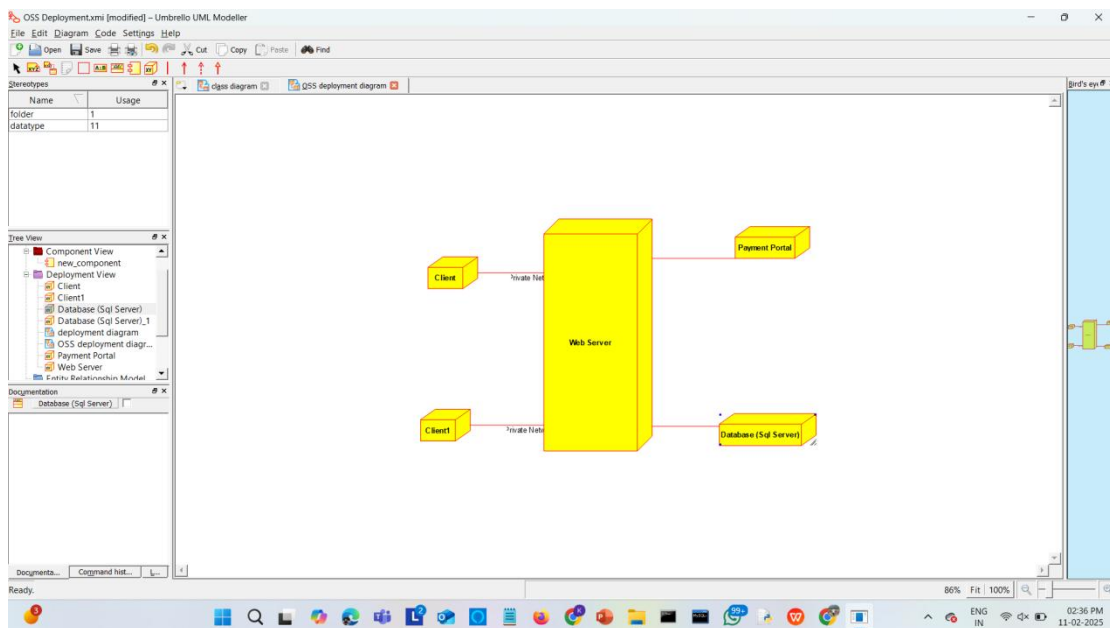 OSS Deployment.xmi [modified] – Umbrello UML Modeller
File Edit Diagram Code Settings Help
Open Save Cut Copy Paste Find
Stereotypes
class diagram
OSS deployment diagram
Bird's eye
Name Usage
folder 1
datatype 11
Tree View
Component View
new_component
Deployment View
Client
Client1
Database (Sql Server)
Database (Sql Server)_1
deployment diagram
OSS deployment diagr...
Payment Portal
Web Server
Entity Relationship Model
Documentation
Database (Sql Server)
Payment Portal
Client
Private Net
Web Server
Client1
Private Netw
Database (Sql Server)
Documenta... Command hist... L...
Ready.
86% Fit 100%
3
2
99+
ENG
IN
02:36 PM
11-02-2025